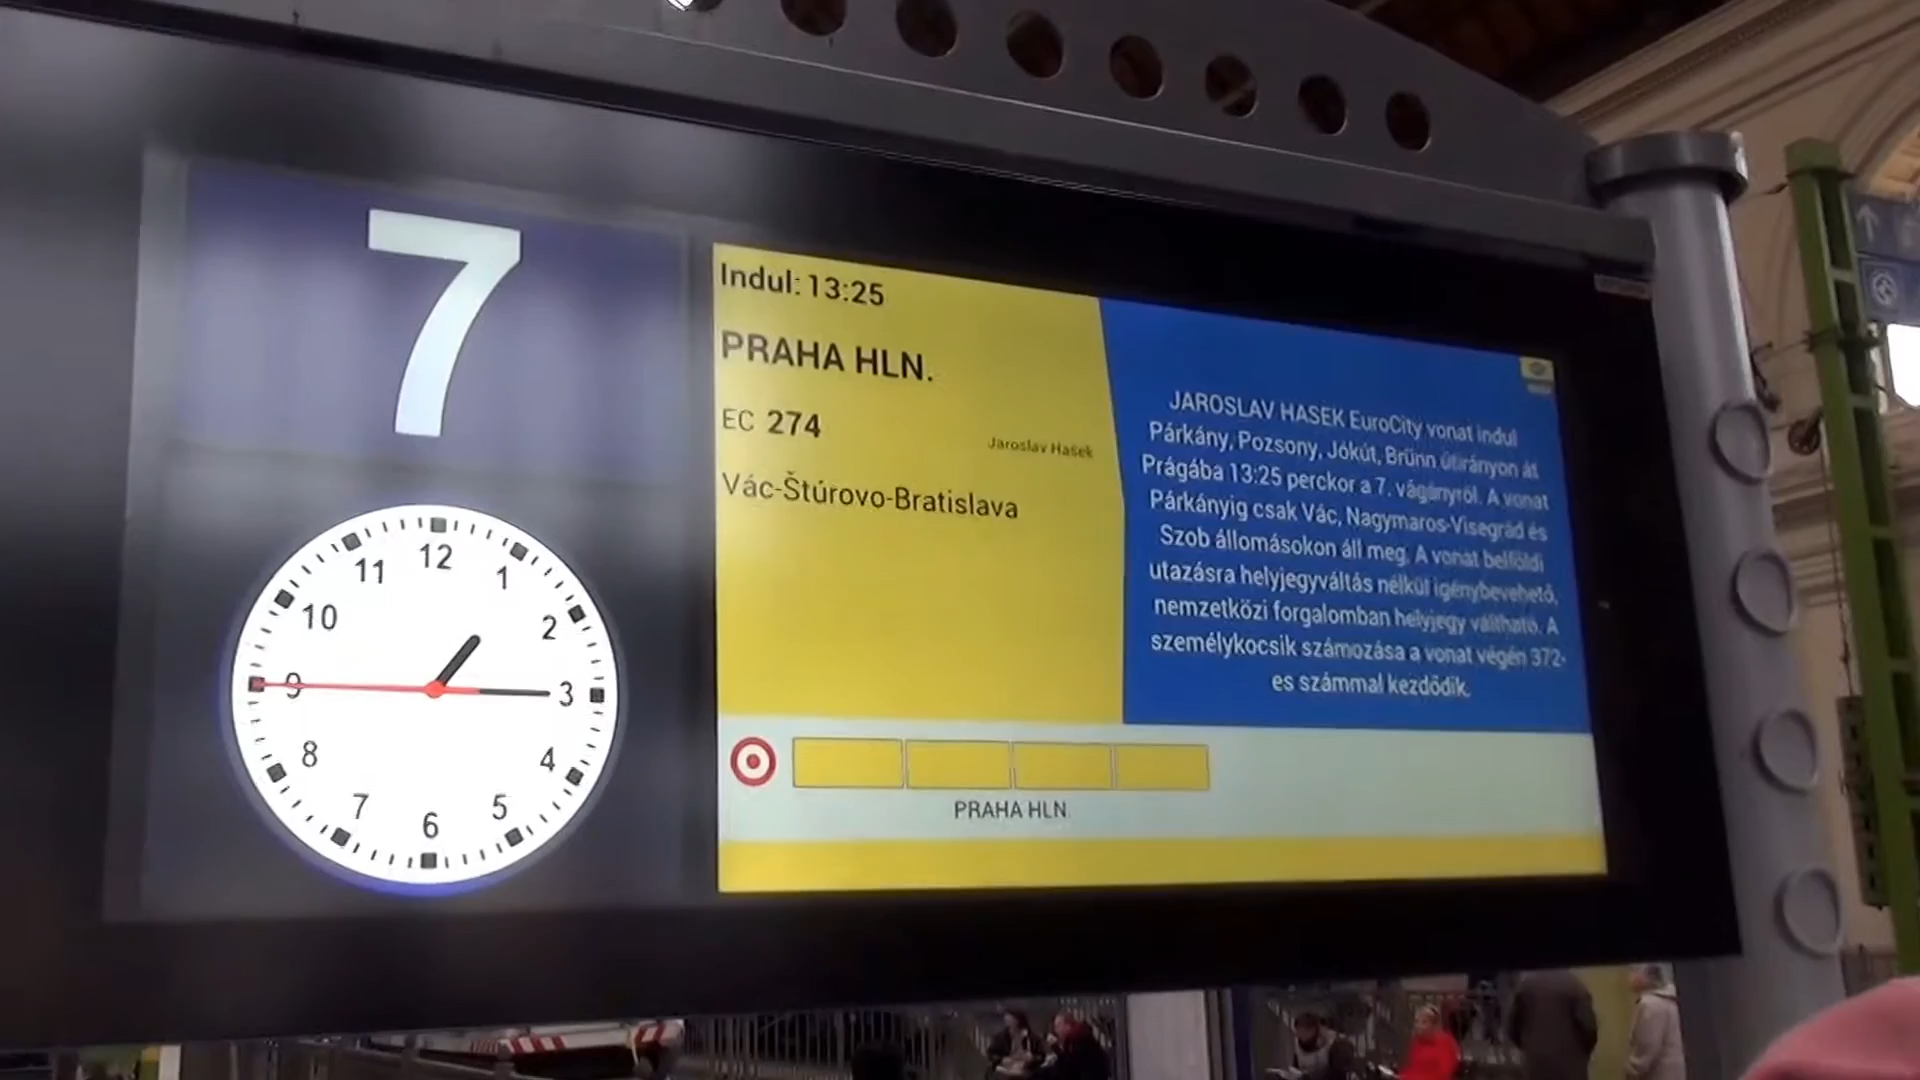 7
12
11
1
10
2
9
3
8
4
7
5
6
Indul: 13:25
PRAHA HLN.
EC 274
Jaroslav Hašek
Vác-Štúrovo-Bratislava
JAROSLAV HASEK EuroCity vonat indul
Párkány, Pozsony, Jókút, Brünn útirányon át
Prágába 13:25 perckor a 7. vágányról. A vonat
Párkányig csak Vác, Nagymaros-Visegrád és
Szob állomásokon áll meg. A vonat belföldi
utazásra helyjegyváltás nélkül igénybevehető,
nemzetközi forgalomban helyjegy váltható. A
személykocsik számozása a vonat végén 372-
es számmal kezdődik.
PRAHA HLN.